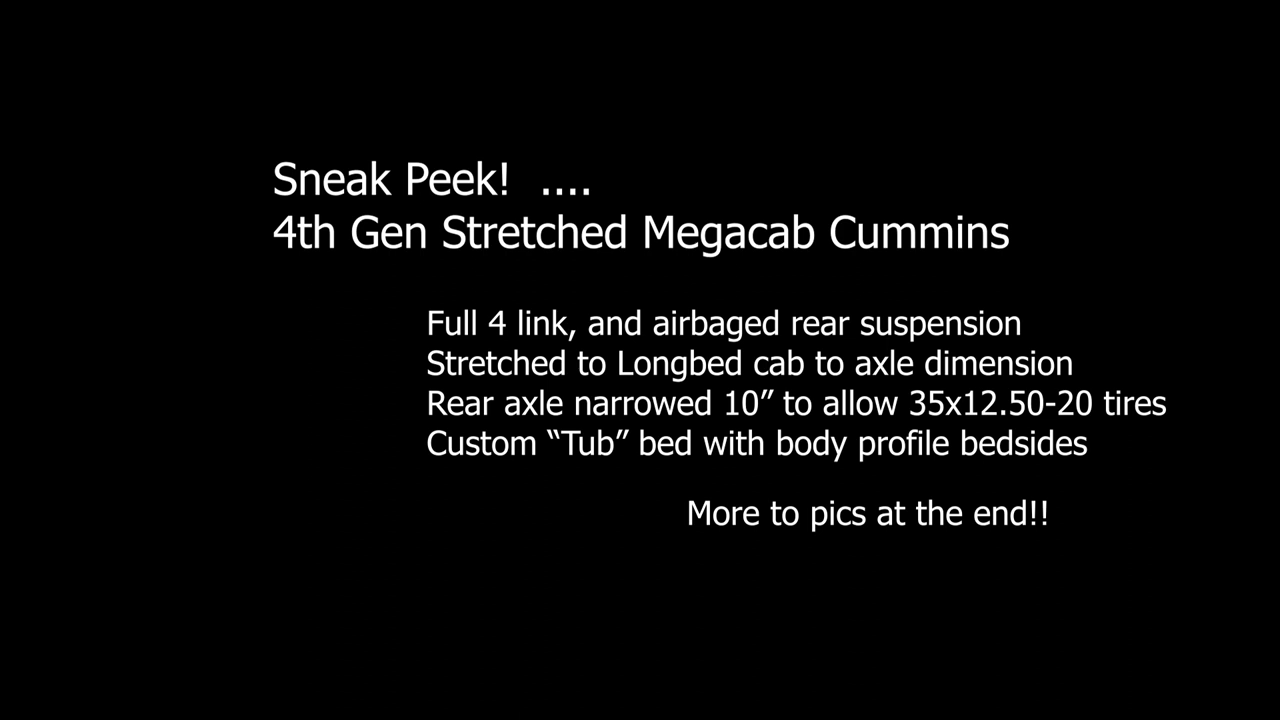 Sneak Peek!  ....
4th Gen Stretched Megacab Cummins
Full 4 link, and airbaged rear suspension
Stretched to Longbed cab to axle dimension
Rear axle narrowed 10” to allow 35x12.50-20 tires
Custom “Tub” bed with body profile bedsides
More to pics at the end!!